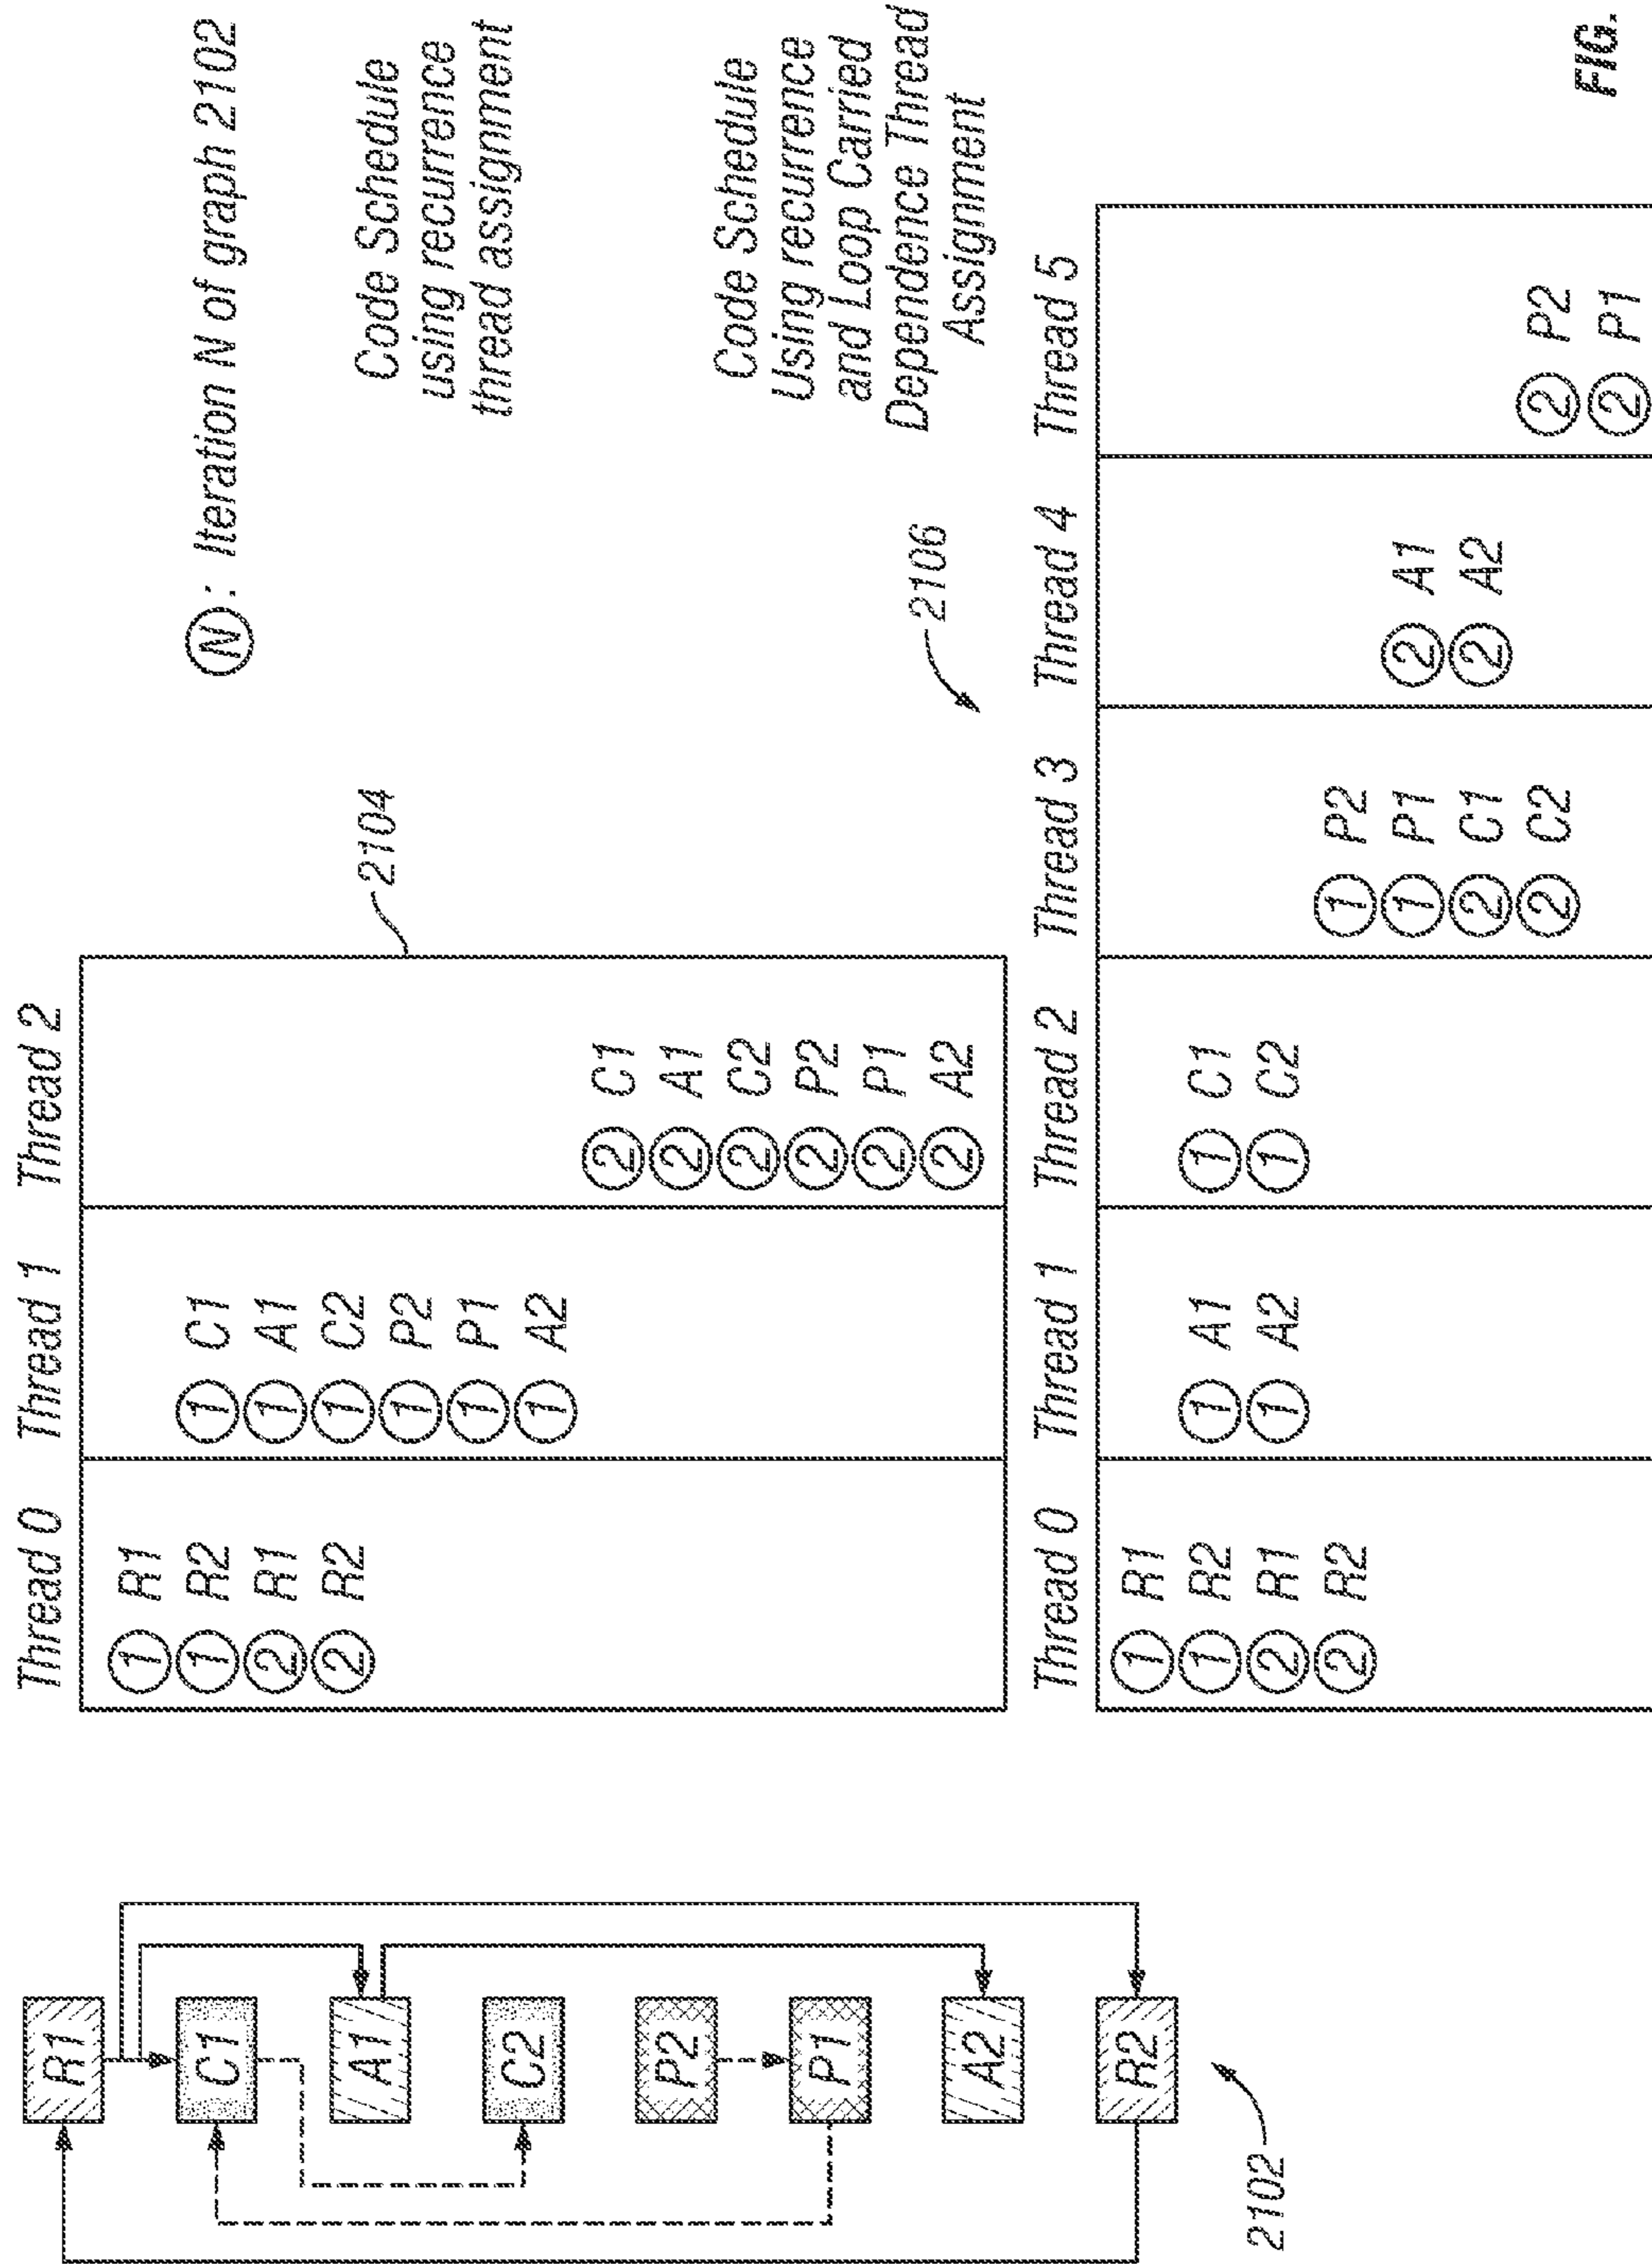 R1
C1
A1
C2
P2
P1
A2
R2
2102
Thread 0
Thread 1
Thread 2
① R1
① R2
② R1
② R2
① C1
① A1
① C2
① P2
① P1
① A2
② C1
② A1
② C2
② P2
② P1
② A2
2104
Ⓝ: Iteration N of graph 2102
Code Schedule
using recurrence
thread assignment
Code Schedule
Using recurrence
and Loop Carried
Dependence Thread
Assignment
2106
Thread 0
Thread 1
Thread 2
Thread 3
Thread 4
Thread 5
① R1
① R2
② R1
② R2
① A1
① A2
① C1
① C2
① P2
① P1
② C1
② C2
② A1
② A2
② P2
② P1
FIG.